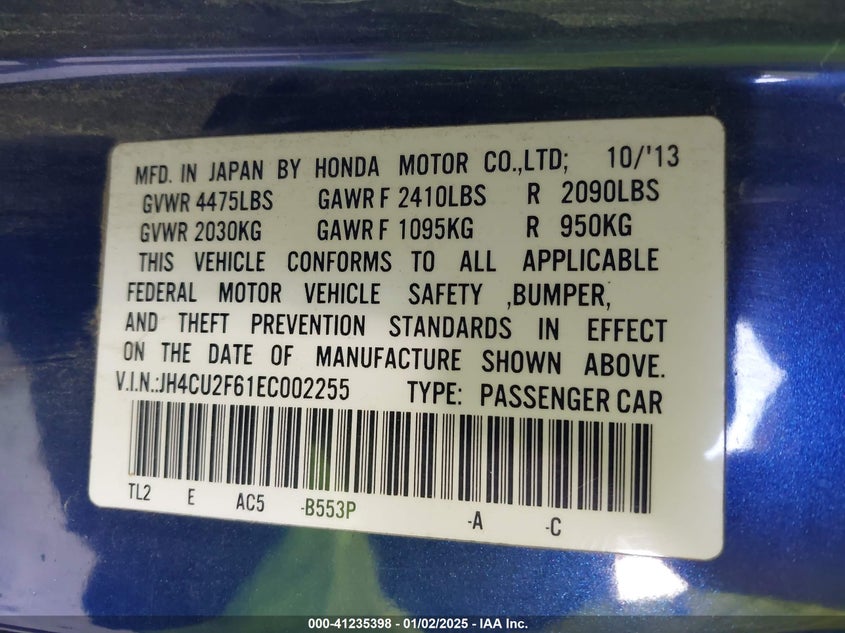 MFD. IN JAPAN BY HONDA MOTOR CO.,LTD; 10/'13
GVWR 4475LBS GAWR F 2410LBS R 2090LBS
GVWR 2030KG GAWR F 1095KG R 950KG
THIS VEHICLE CONFORMS TO ALL APPLICABLE
FEDERAL MOTOR VEHICLE SAFETY ,BUMPER,
AND THEFT PREVENTION STANDARDS IN EFFECT
ON THE DATE OF MANUFACTURE SHOWN ABOVE.
V.I.N.:JH4CU2F61EC002255 TYPE: PASSENGER CAR
TL2 E AC5 -B553P -A -C
000-41235398 - 01/02/2025 - IAA Inc.